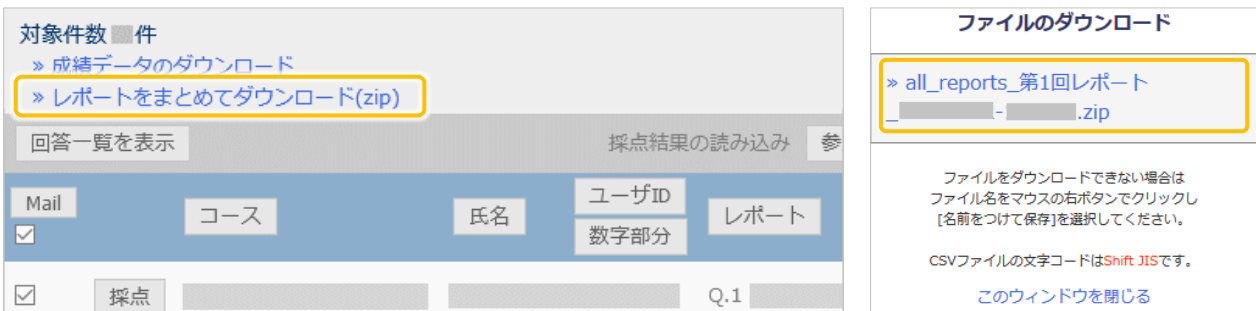 対象件数 件
» 成績データのダウンロード
» レポートをまとめてダウンロード(zip)
回答一覧を表示 採点結果の読み込み 参
Mail コース 氏名 ユーザID 数字部分 レポート
採点 Q.1
ファイルのダウンロード
» all_reports_第1回レポート
_ - .zip
ファイルをダウンロードできない場合は
ファイル名をマウスの右ボタンでクリックし
[名前をつけて保存]を選択してください。
CSVファイルの文字コードはShift JISです。
このウィンドウを閉じる